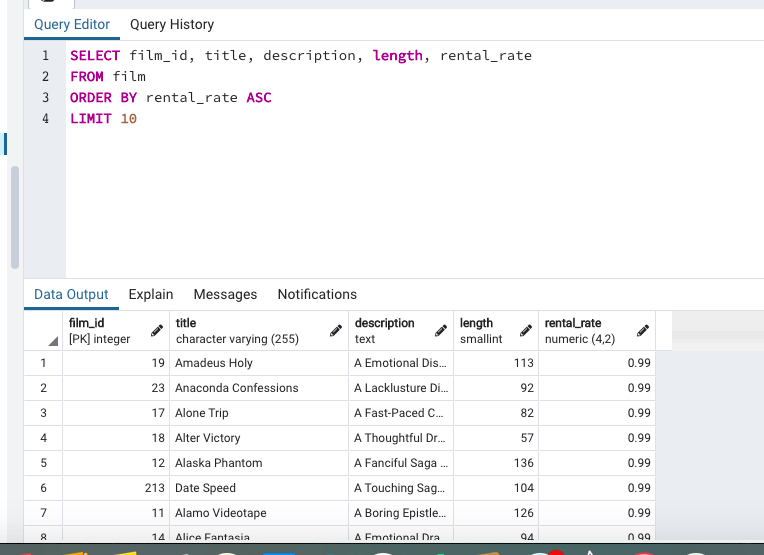 Query Editor Query History
1 SELECT film_id, title, description, length, rental_rate
2 FROM film
3 ORDER BY rental_rate ASC
4 LIMIT 10
Data Output Explain Messages Notifications
film_id title description length rental_rate
[PK] integer character varying (255) text smallint numeric (4,2)
1 19 Amadeus Holy A Emotional Dis... 113 0.99
2 23 Anaconda Confessions A Lacklusture Di... 92 0.99
3 17 Alone Trip A Fast-Paced C... 82 0.99
4 18 Alter Victory A Thoughtful Dr... 57 0.99
5 12 Alaska Phantom A Fanciful Saga ... 136 0.99
6 213 Date Speed A Touching Sag... 104 0.99
7 11 Alamo Videotape A Boring Epistle... 126 0.99
8 14 Alice Fantasia A Emotional Dra... 94 0.99